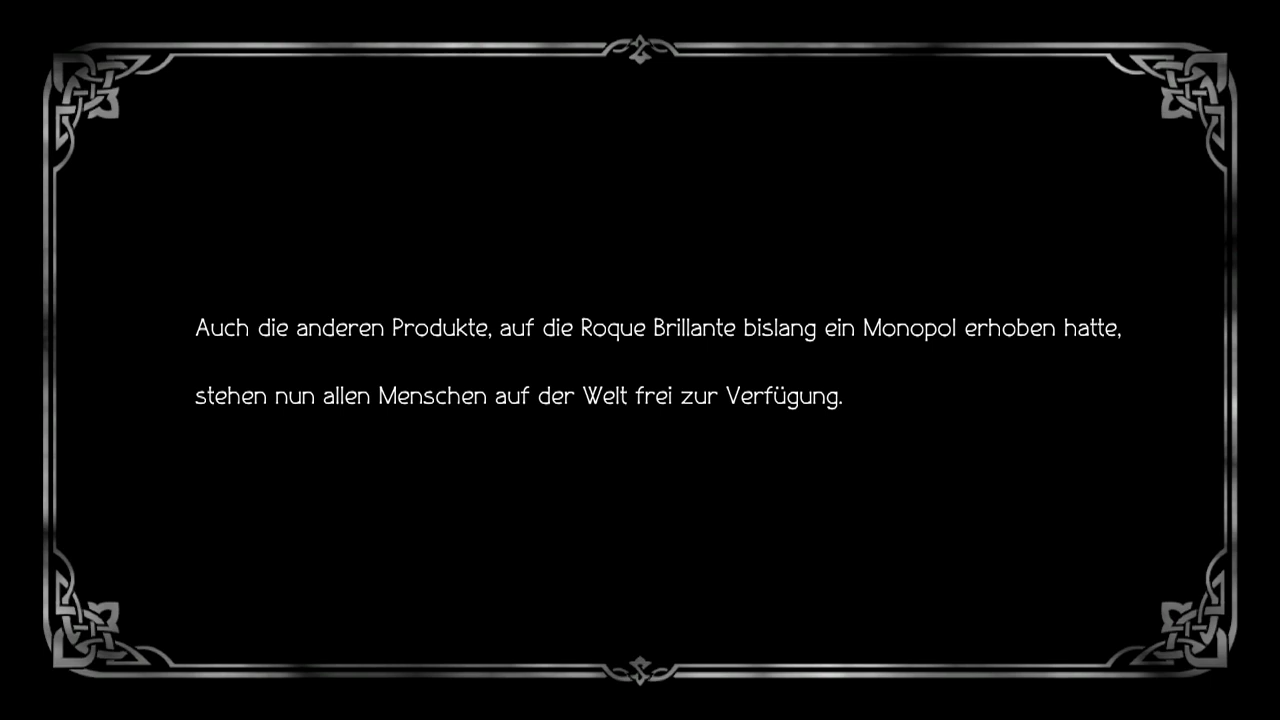 Auch die anderen Produkte, auf die Roque Brillante bislang ein Monopol erhoben hatte,
stehen nun allen Menschen auf der Welt frei zur Verfügung.